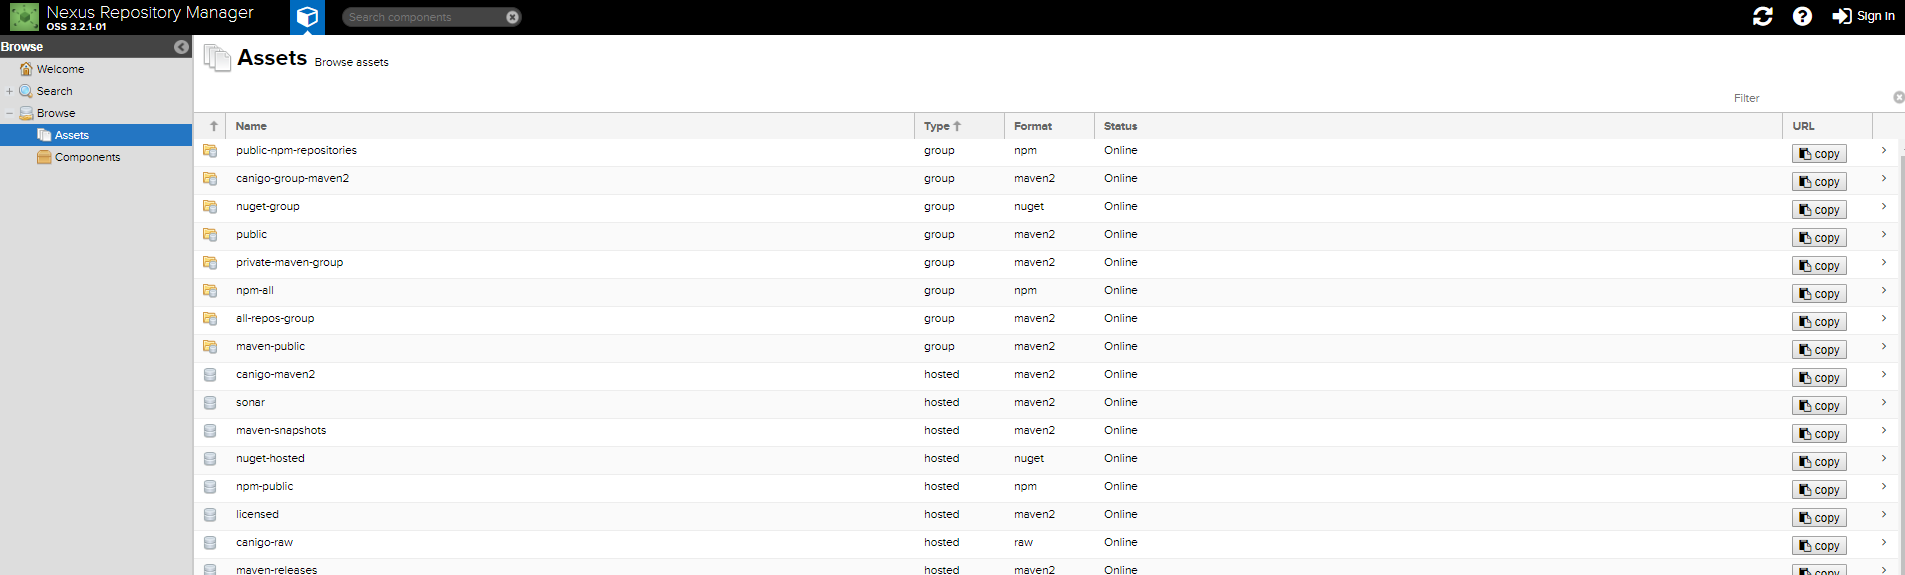 Nexus Repository Manager
OSS 3.2.1-01
Search components
Sign in
Browse
Welcome
Search
Browse
Assets
Components
Assets Browse assets
Filter
Name Type Format Status URL
public-npm-repositories group npm Online copy
canigo-group-maven2 group maven2 Online copy
nuget-group group nuget Online copy
public group maven2 Online copy
private-maven-group group maven2 Online copy
npm-all group npm Online copy
all-repos-group group maven2 Online copy
maven-public group maven2 Online copy
canigo-maven2 hosted maven2 Online copy
sonar hosted maven2 Online copy
maven-snapshots hosted maven2 Online copy
nuget-hosted hosted nuget Online copy
npm-public hosted npm Online copy
licensed hosted maven2 Online copy
canigo-raw hosted raw Online copy
maven-releases hosted maven2 Online copy